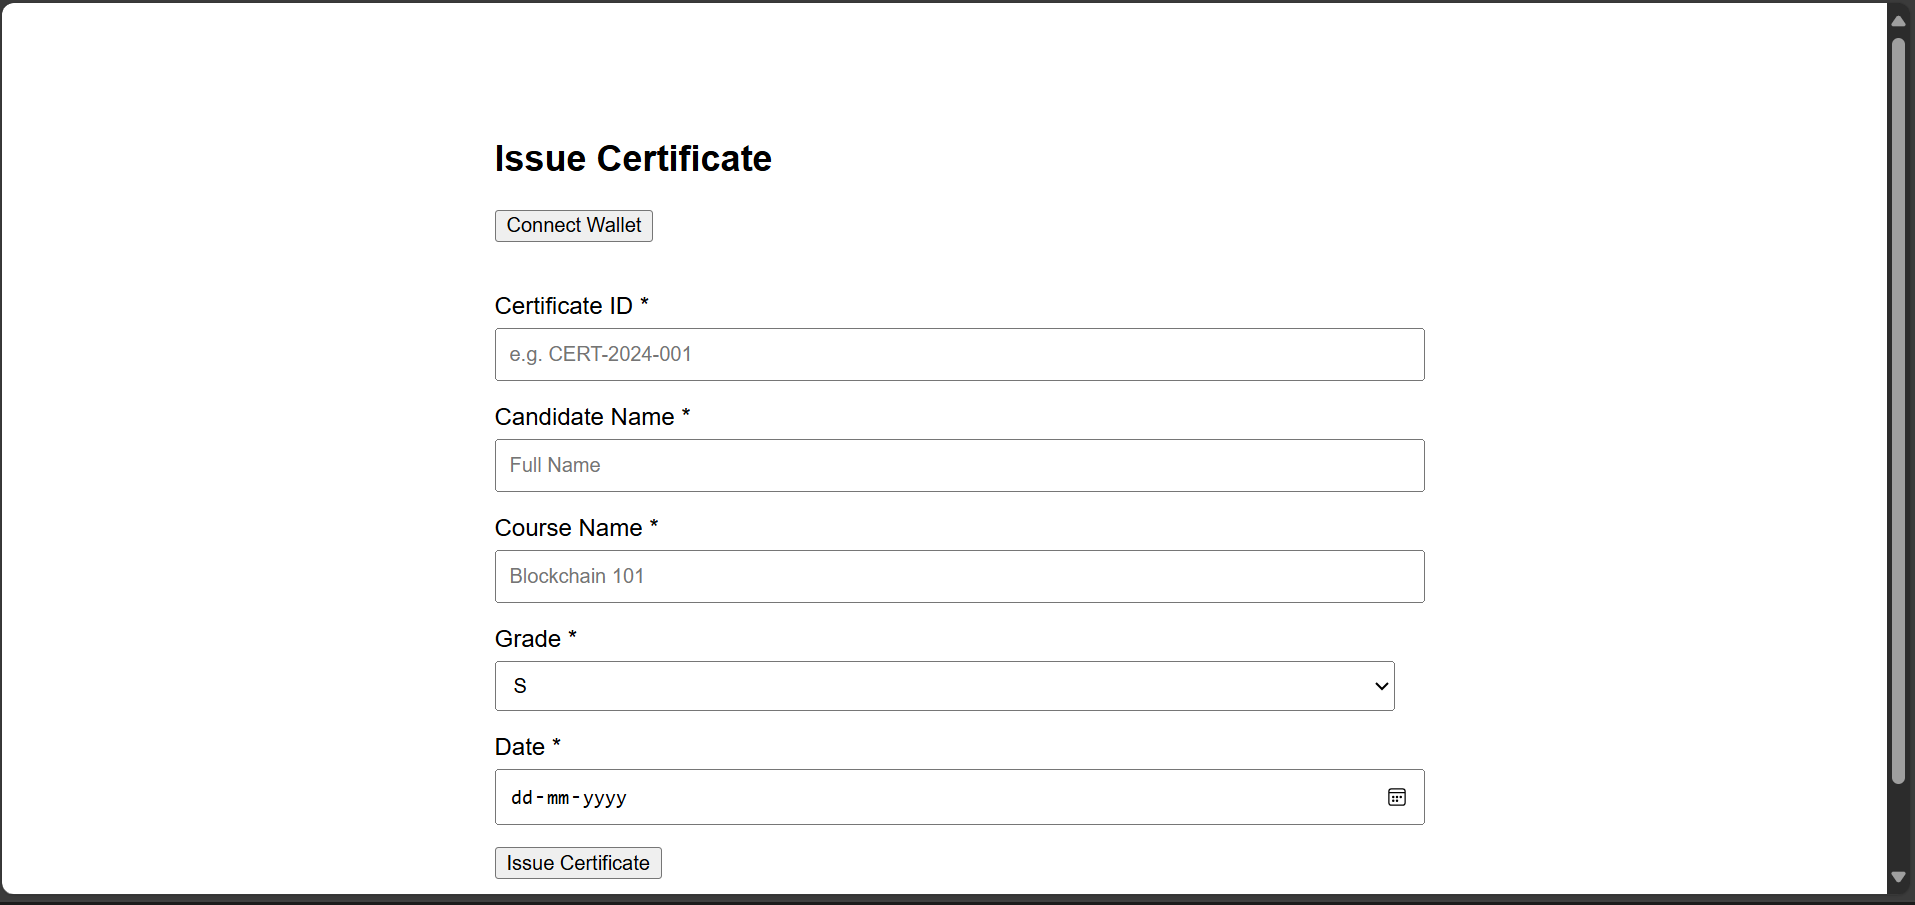 Issue Certificate
Connect Wallet
Certificate ID *
e.g. CERT-2024-001
Candidate Name *
Full Name
Course Name *
Blockchain 101
Grade *
S
Date *
dd-mm-yyyy
Issue Certificate